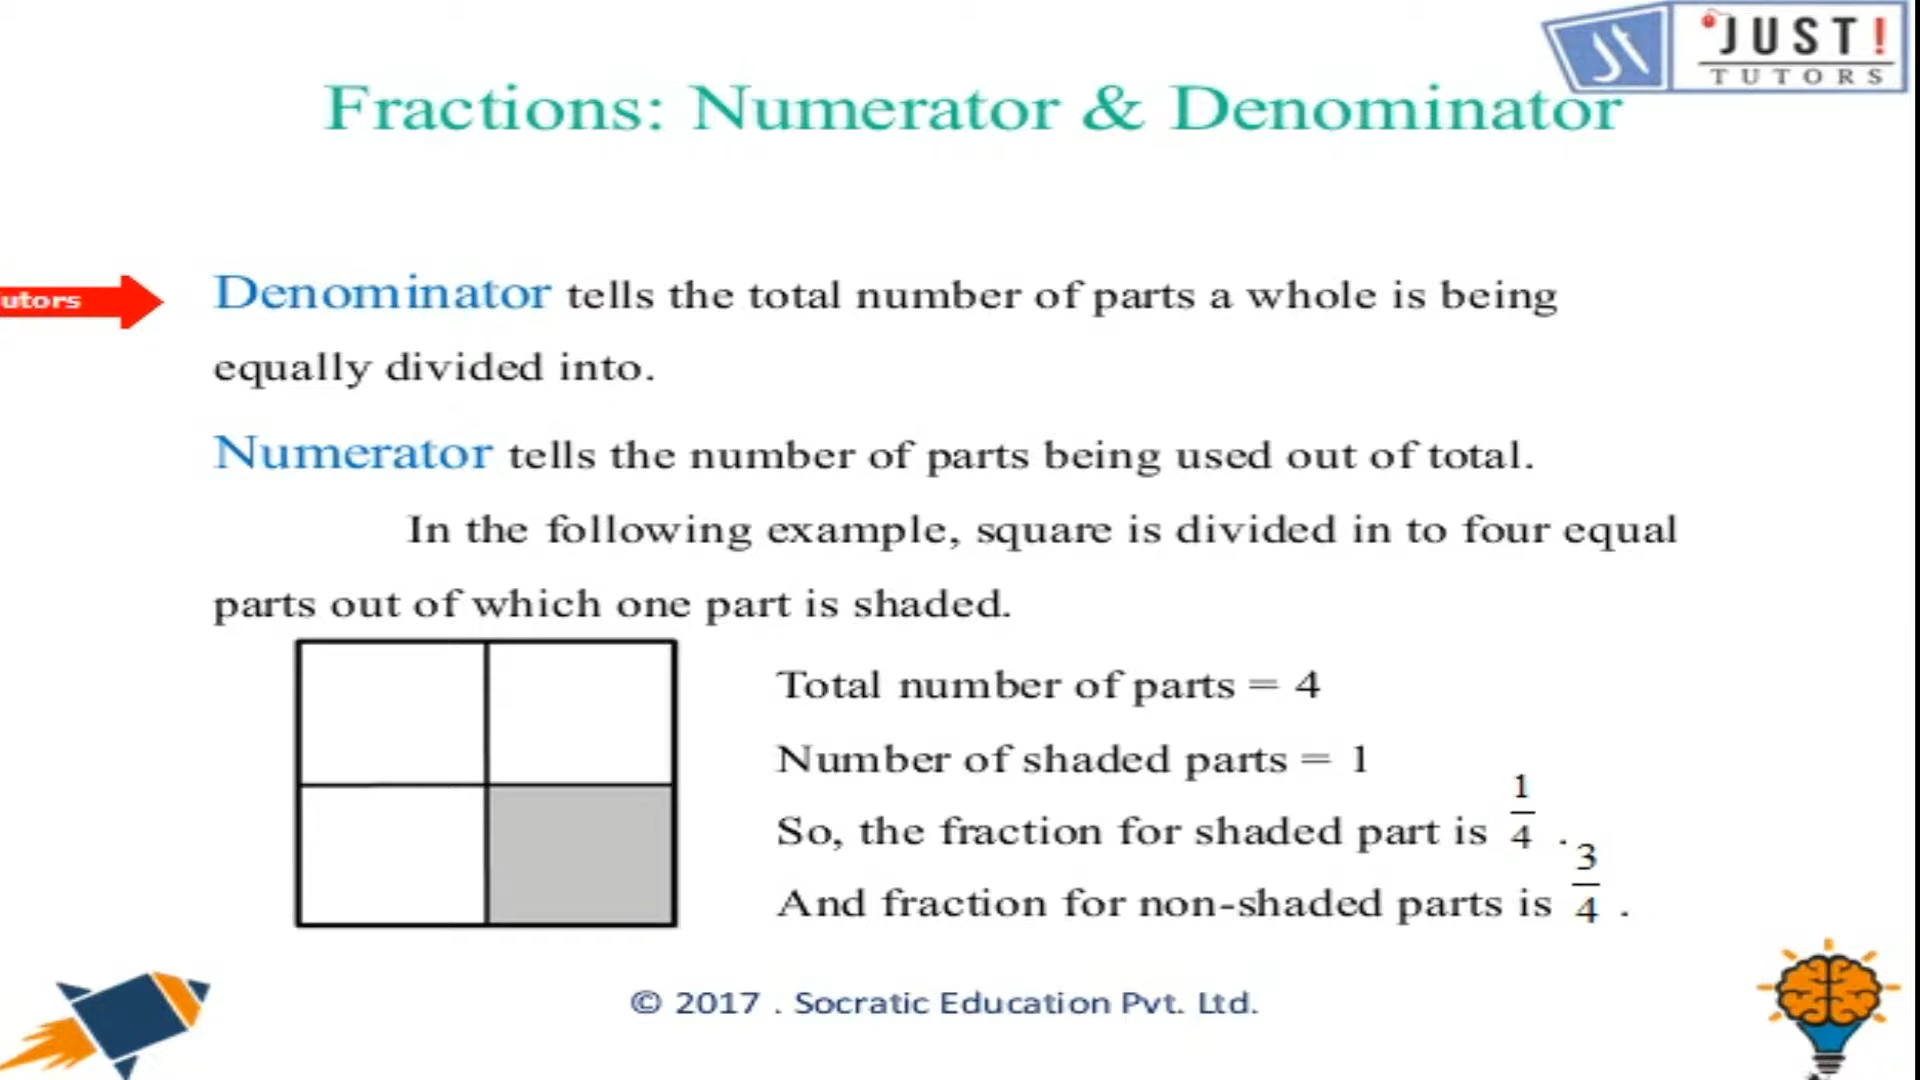 JUST!
TUTORS
Fractions: Numerator & Denominator
utors
Denominator tells the total number of parts a whole is being
equally divided into.
Numerator tells the number of parts being used out of total.
In the following example, square is divided in to four equal
parts out of which one part is shaded.
Total number of parts = 4
Number of shaded parts = 1
So, the fraction for shaded part is 1/4 .
And fraction for non-shaded parts is 3/4 .
© 2017 . Socratic Education Pvt. Ltd.